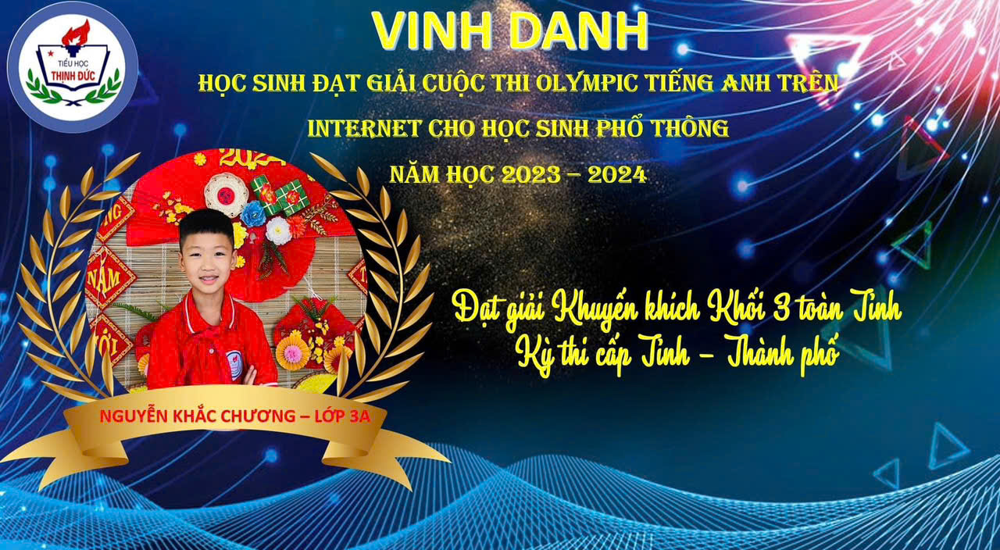 VINH DANH
TIỂU HỌC
THỊNH ĐỨC
HỌC SINH ĐẠT GIẢI CUỘC THI OLYMPIC TIẾNG ANH TRÊN
INTERNET CHO HỌC SINH PHỔ THÔNG
NĂM HỌC 2023 – 2024
2024
NĂM
MỚI
Đạt giải Khuyến khích Khối 3 toàn Tỉnh
Kỳ thi cấp Tỉnh – Thành phố
NGUYỄN KHẮC CHƯƠNG – LỚP 3A